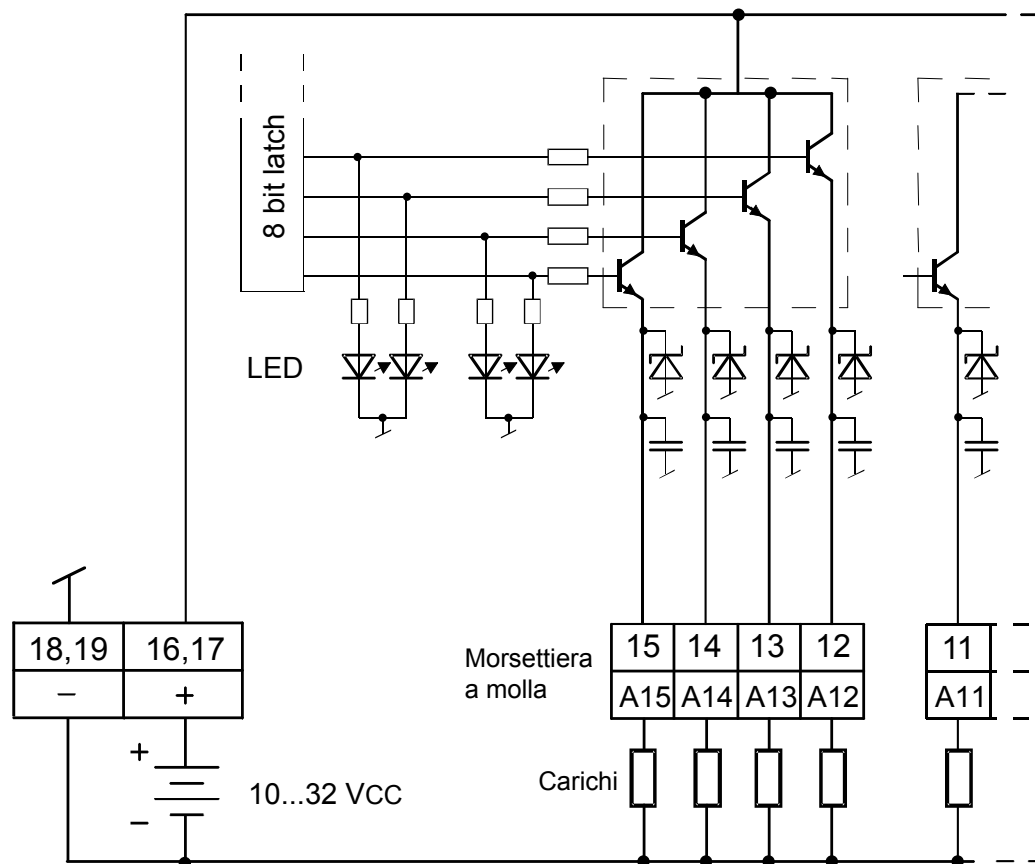 8 bit latch
LED
18,19 16,17
– +
+
–
10...32 VCC
Morsettiera
a molla
15 14 13 12 11
A15 A14 A13 A12 A11
Carichi